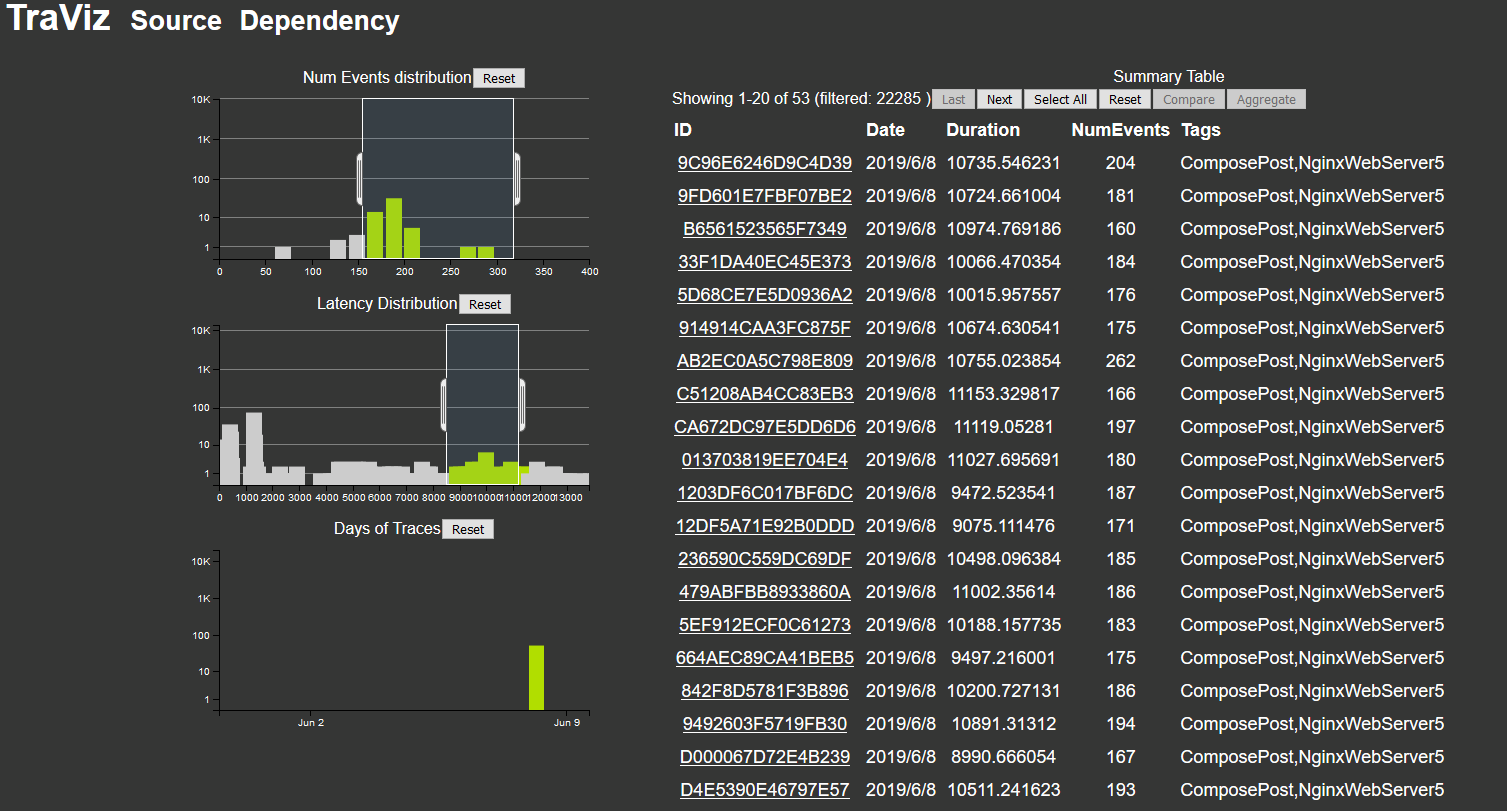 TraViz Source Dependency
Num Events distribution Reset
10K
1K
100
10
1
0 50 100 150 200 250 300 350 400
Latency Distribution Reset
10K
1K
100
10
1
0 1000 2000 3000 4000 5000 6000 7000 8000 9000 10000 11000 12000 13000
Days of Traces Reset
10K
1K
100
10
1
Jun 2 Jun 9
Summary Table
Showing 1-20 of 53 (filtered: 22285 ) Last Next Select All Reset Compare Aggregate
ID Date Duration NumEvents Tags
9C96E6246D9C4D39 2019/6/8 10735.546231 204 ComposePost,NginxWebServer5
9FD601E7FBF07BE2 2019/6/8 10724.661004 181 ComposePost,NginxWebServer5
B6561523565F7349 2019/6/8 10974.769186 160 ComposePost,NginxWebServer5
33F1DA40EC45E373 2019/6/8 10066.470354 184 ComposePost,NginxWebServer5
5D68CE7E5D0936A2 2019/6/8 10015.957557 176 ComposePost,NginxWebServer5
914914CAA3FC875F 2019/6/8 10674.630541 175 ComposePost,NginxWebServer5
AB2EC0A5C798E809 2019/6/8 10755.023854 262 ComposePost,NginxWebServer5
C51208AB4CC83EB3 2019/6/8 11153.329817 166 ComposePost,NginxWebServer5
CA672DC97E5DD6D6 2019/6/8 11119.05281 197 ComposePost,NginxWebServer5
013703819EE704E4 2019/6/8 11027.695691 180 ComposePost,NginxWebServer5
1203DF6C017BF6DC 2019/6/8 9472.523541 187 ComposePost,NginxWebServer5
12DF5A71E92B0DDD 2019/6/8 9075.111476 171 ComposePost,NginxWebServer5
236590C559DC69DF 2019/6/8 10498.096384 185 ComposePost,NginxWebServer5
479ABFBB8933860A 2019/6/8 11002.35614 186 ComposePost,NginxWebServer5
5EF912ECF0C61273 2019/6/8 10188.157735 183 ComposePost,NginxWebServer5
664AEC89CA41BEB5 2019/6/8 9497.216001 175 ComposePost,NginxWebServer5
842F8D5781F3B896 2019/6/8 10200.727131 186 ComposePost,NginxWebServer5
9492603F5719FB30 2019/6/8 10891.31312 194 ComposePost,NginxWebServer5
D000067D72E4B239 2019/6/8 8990.666054 167 ComposePost,NginxWebServer5
D4E5390E46797E57 2019/6/8 10511.241623 193 ComposePost,NginxWebServer5